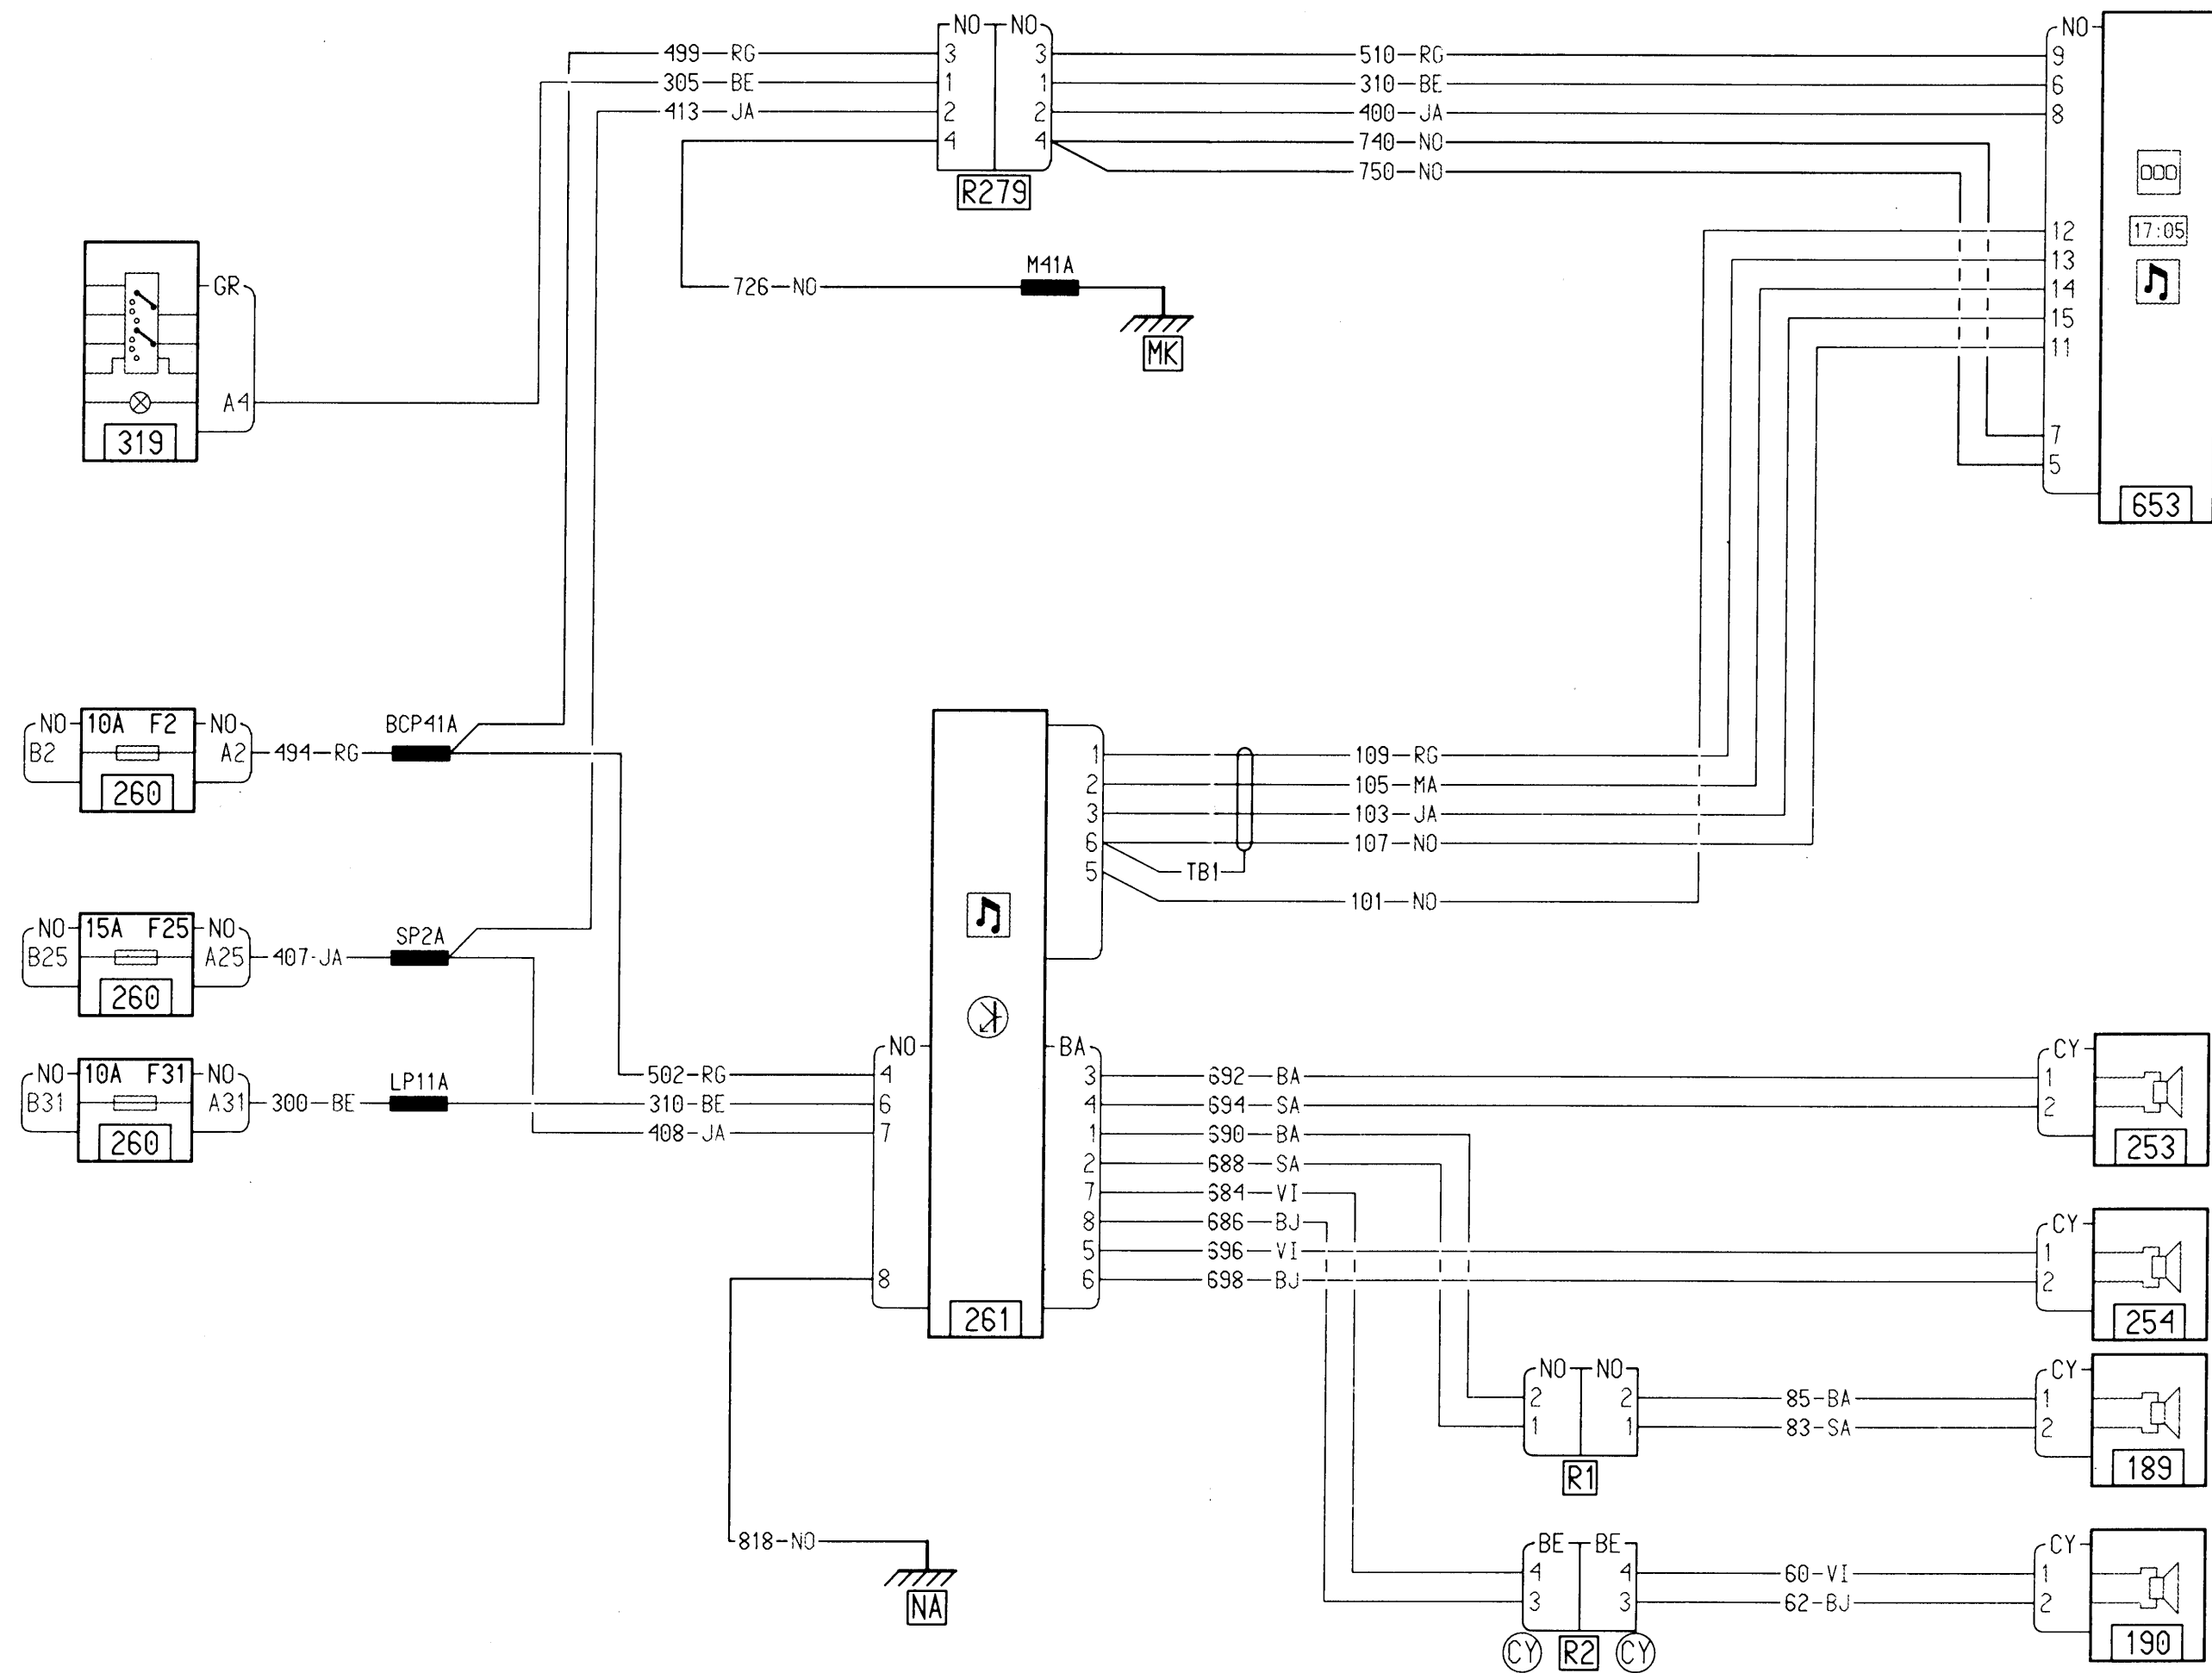 NO NO
3 499 RG 3 510 RG 9
1 305 BE 1 310 BE 6
2 413 JA 2 400 JA 8
4 4 740 NO
750 NO
R279
NO
12
13
14
15
11
7
5
17:05
653
M41A
726 NO
MK
GR
A4
319
NO 10A F2 NO
B2 A2 494 RG
260
BCP41A
NO 15A F25 NO
B25 A25 407 JA
260
SP2A
NO 10A F31 NO
B31 A31 300 BE
260
LP11A
1 109 RG
2 105 MA
3 103 JA
6 107 NO
TB1
5 101 NO
NO
502 RG 4
310 BE 6
408 JA 7
8
261
818 NO
NA
BA
3 692 BA
4 694 SA
1 690 BA
2 688 SA
7 684 VI
8 686 BJ
5 696 VI
6 698 BJ
CY
1
2
253
CY
1
2
254
NO NO
2 2 85 BA
1 1 83 SA
R1
CY
1
2
189
BE BE
4 4 60 VI
3 3 62 BJ
CY R2 CY
CY
1
2
190